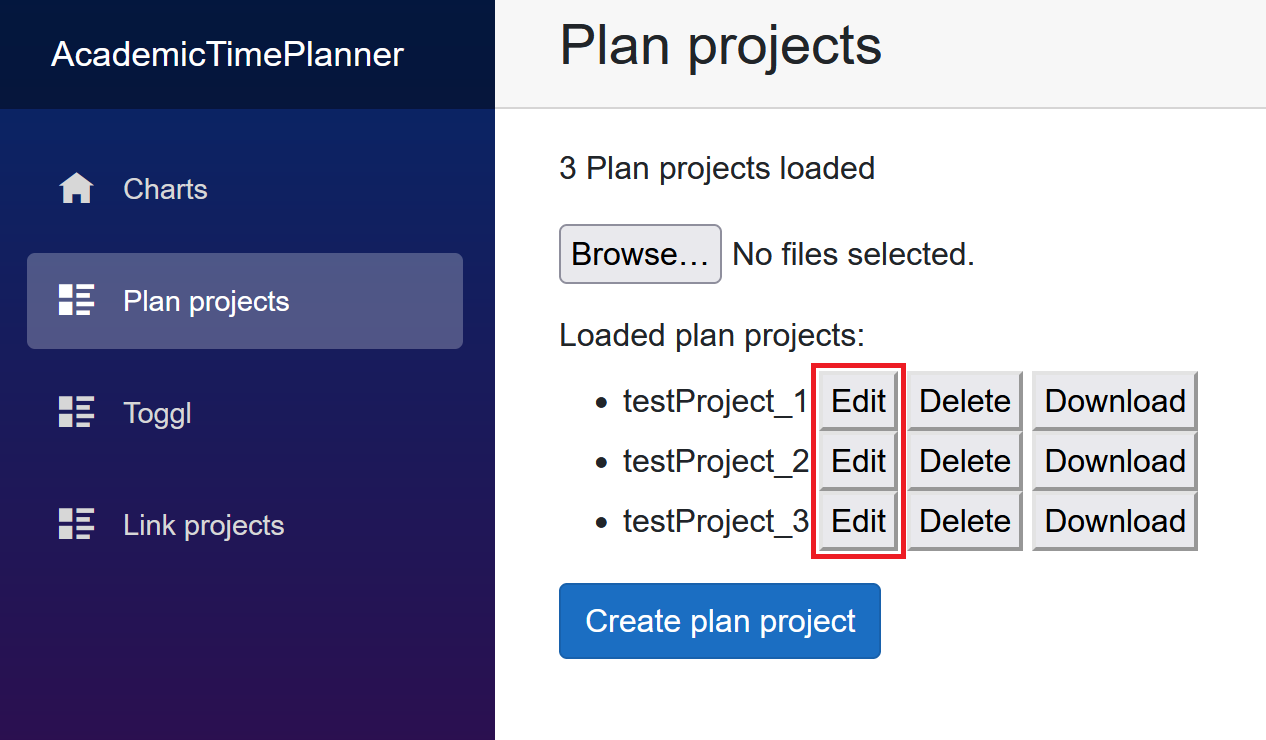 AcademicTimePlanner
Charts
Plan projects
Toggl
Link projects
Plan projects
3 Plan projects loaded
Browse… No files selected.
Loaded plan projects:
• testProject_1 Edit Delete Download
• testProject_2 Edit Delete Download
• testProject_3 Edit Delete Download
Create plan project